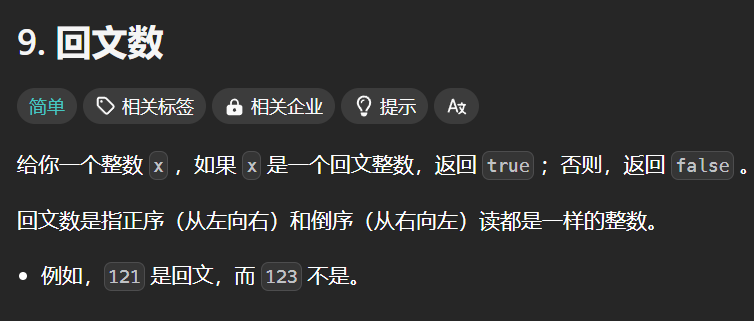 9. 回文数
简单 相关标签 相关企业 提示
给你一个整数 x ，如果 x 是一个回文整数，返回 true ；否则，返回 false 。
回文数是指正序（从左向右）和倒序（从右向左）读都是一样的整数。
• 例如，121 是回文，而 123 不是。